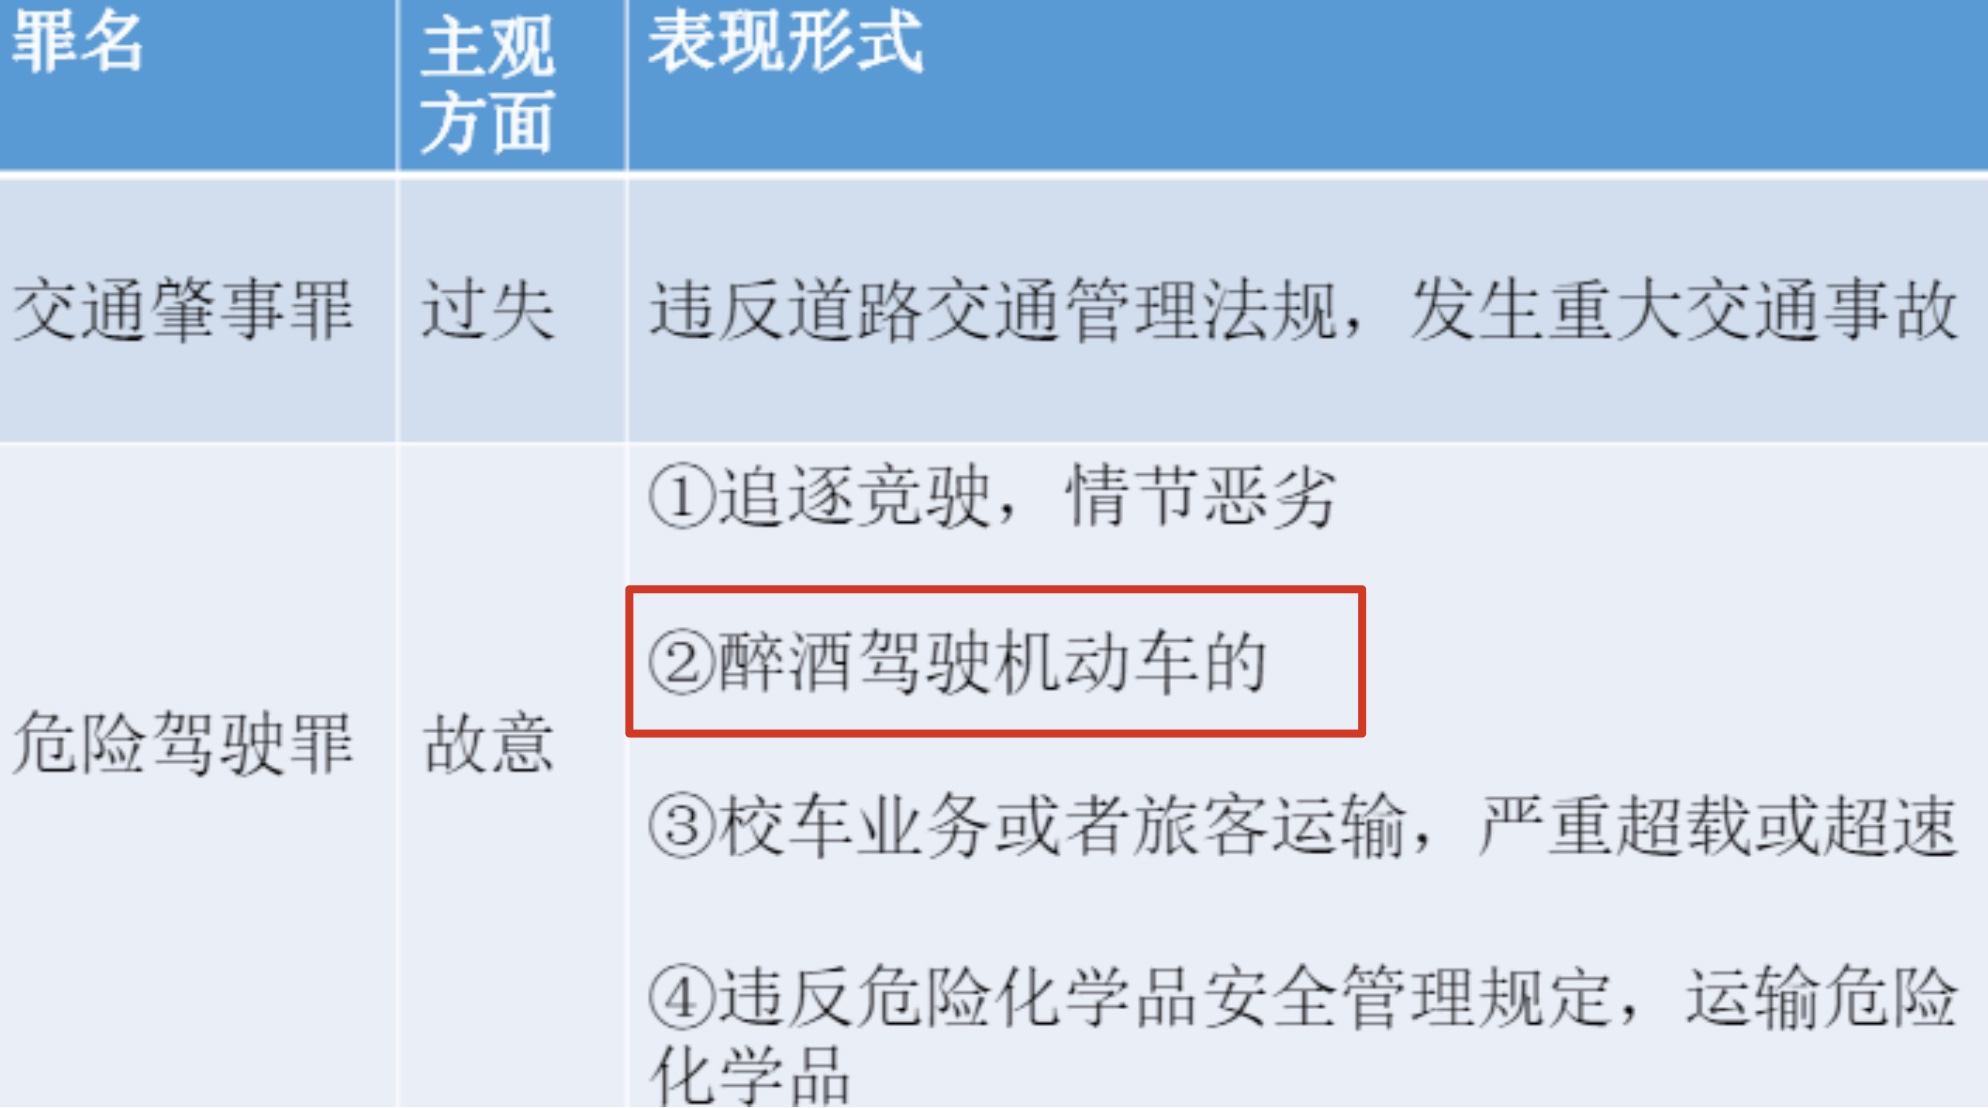 罪名
主观
方面
表现形式
交通肇事罪
过失
违反道路交通管理法规，发生重大交通事故
危险驾驶罪
故意
①追逐竞驶，情节恶劣
②醉酒驾驶机动车的
③校车业务或者旅客运输，严重超载或超速
④违反危险化学品安全管理规定，运输危险
化学品